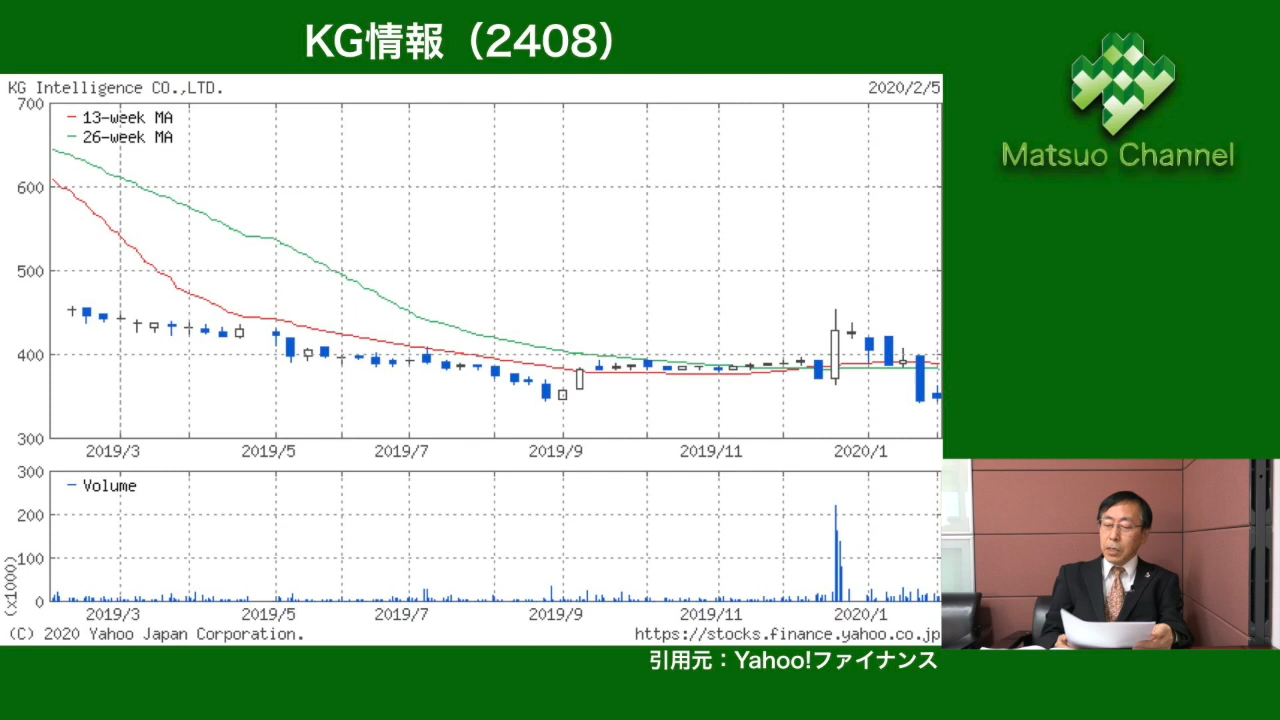 KG情報（2408）
KG Intelligence CO.,LTD. 2020/2/5
Matsuo Channel
700
13-week MA
26-week MA
600
500
400
300
2019/3 2019/5 2019/7 2019/9 2019/11 2020/1
300
Volume
200
100
0
(x1000)
2019/3 2019/5 2019/7 2019/9 2019/11 2020/1
(C) 2020 Yahoo Japan Corporation. https://stocks.finance.yahoo.co.jp
引用元：Yahoo!ファイナンス